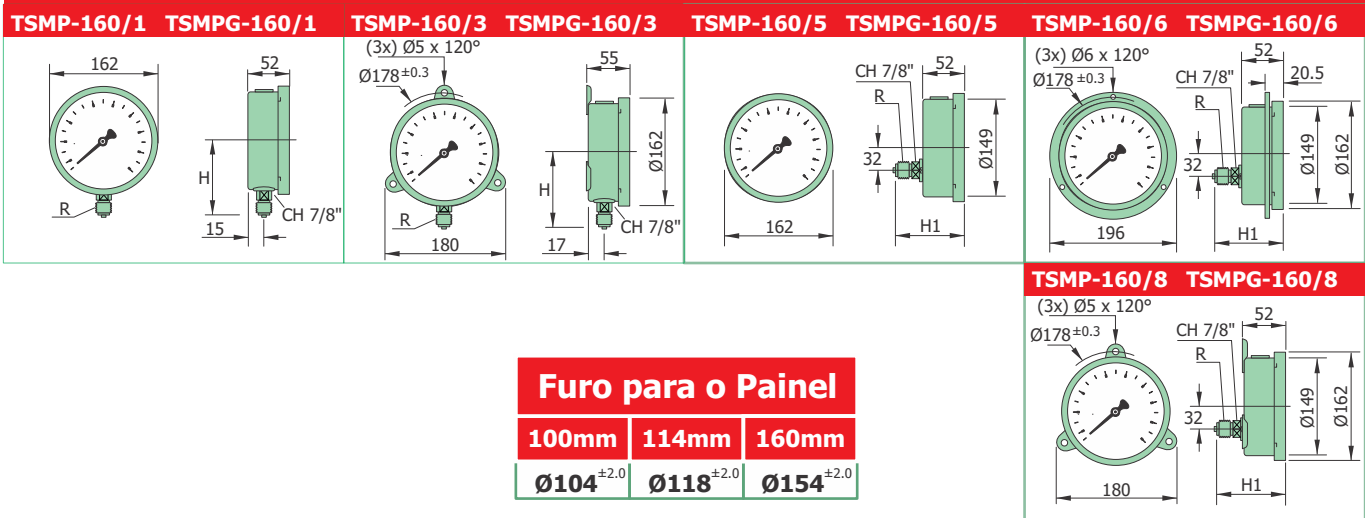 TSMP-160/1 TSMPG-160/1
162
52
H
R
15
CH 7/8"
TSMP-160/3 TSMPG-160/3
(3x) Ø5 x 120°
Ø178±0.3
55
Ø162
H
R
CH 7/8"
180
17
TSMP-160/5 TSMPG-160/5
52
CH 7/8"
R
Ø149
32
162
H1
TSMP-160/6 TSMPG-160/6
(3x) Ø6 x 120°
52
Ø178±0.3
CH 7/8"
20.5
R
Ø149
Ø162
32
196
H1
TSMP-160/8 TSMPG-160/8
(3x) Ø5 x 120°
52
Ø178±0.3
CH 7/8"
R
Ø149
Ø162
32
180
H1
Furo para o Painel
100mm 114mm 160mm
Ø104±2.0 Ø118±2.0 Ø154±2.0